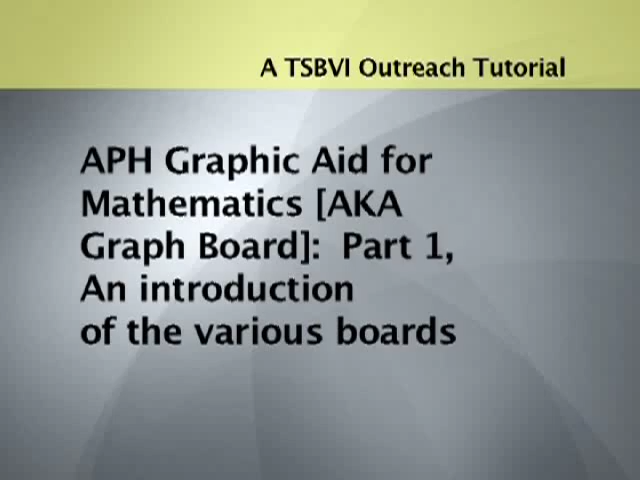 A TSBVI Outreach Tutorial
APH Graphic Aid for
Mathematics [AKA
Graph Board]:  Part 1,
An introduction
of the various boards